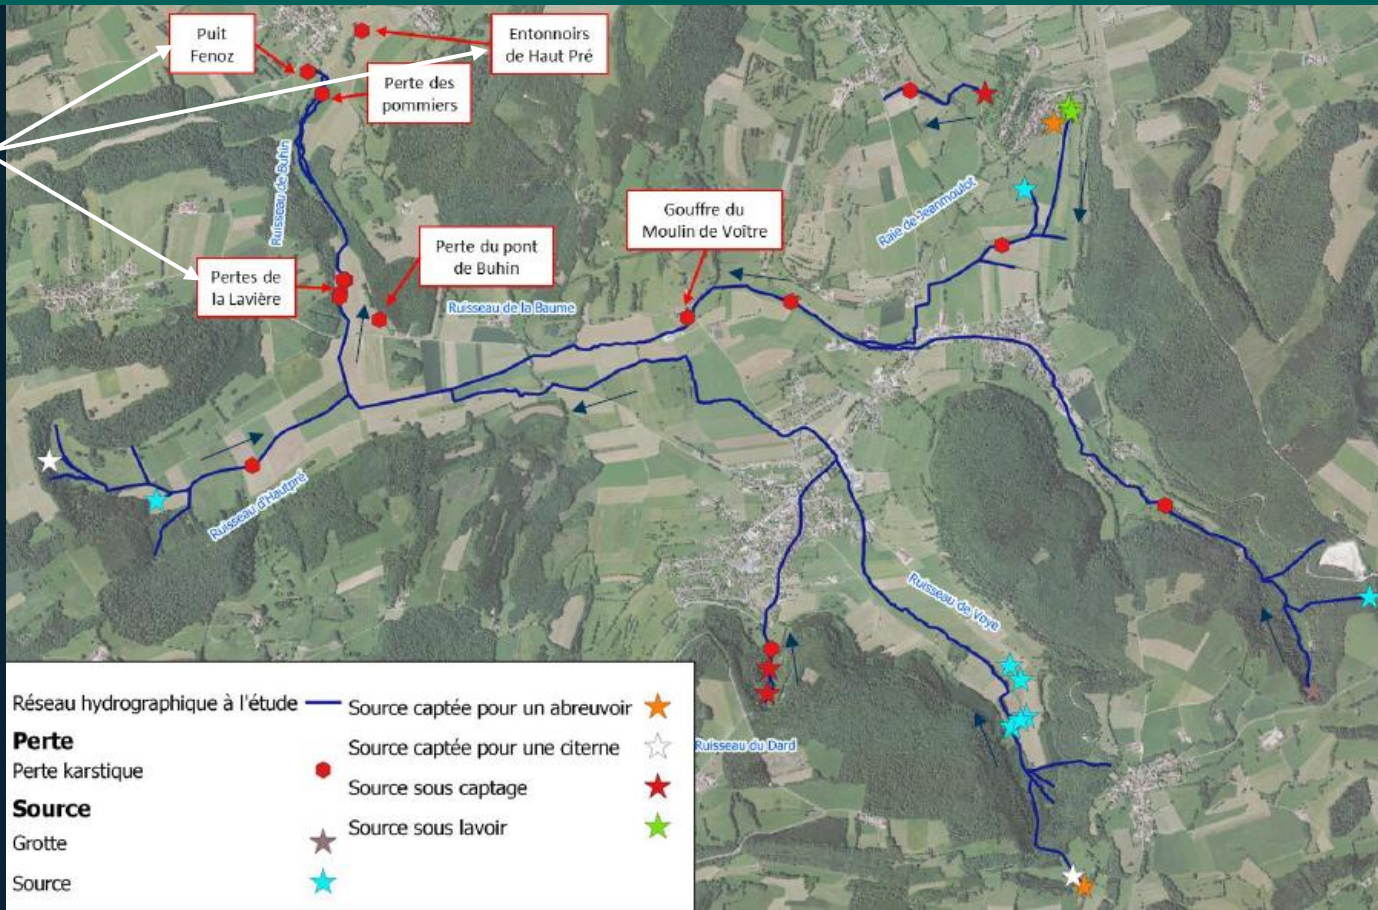 Puit
Fenoz
Entonnoirs
de Haut Pré
Perte des
pommiers
Ruisseau de Buhin
Raie de Jeanmoulot
Gouffre du
Moulin de Voître
Perte du pont
de Buhin
Pertes de
la Lavière
Ruisseau de la Baume
Ruisseau d'Hautpré
Ruisseau de Voye
Ruisseau du Dard
Réseau hydrographique à l'étude
Perte
Perte karstique
Source
Grotte
Source
Source captée pour un abreuvoir
Source captée pour une citerne
Source sous captage
Source sous lavoir